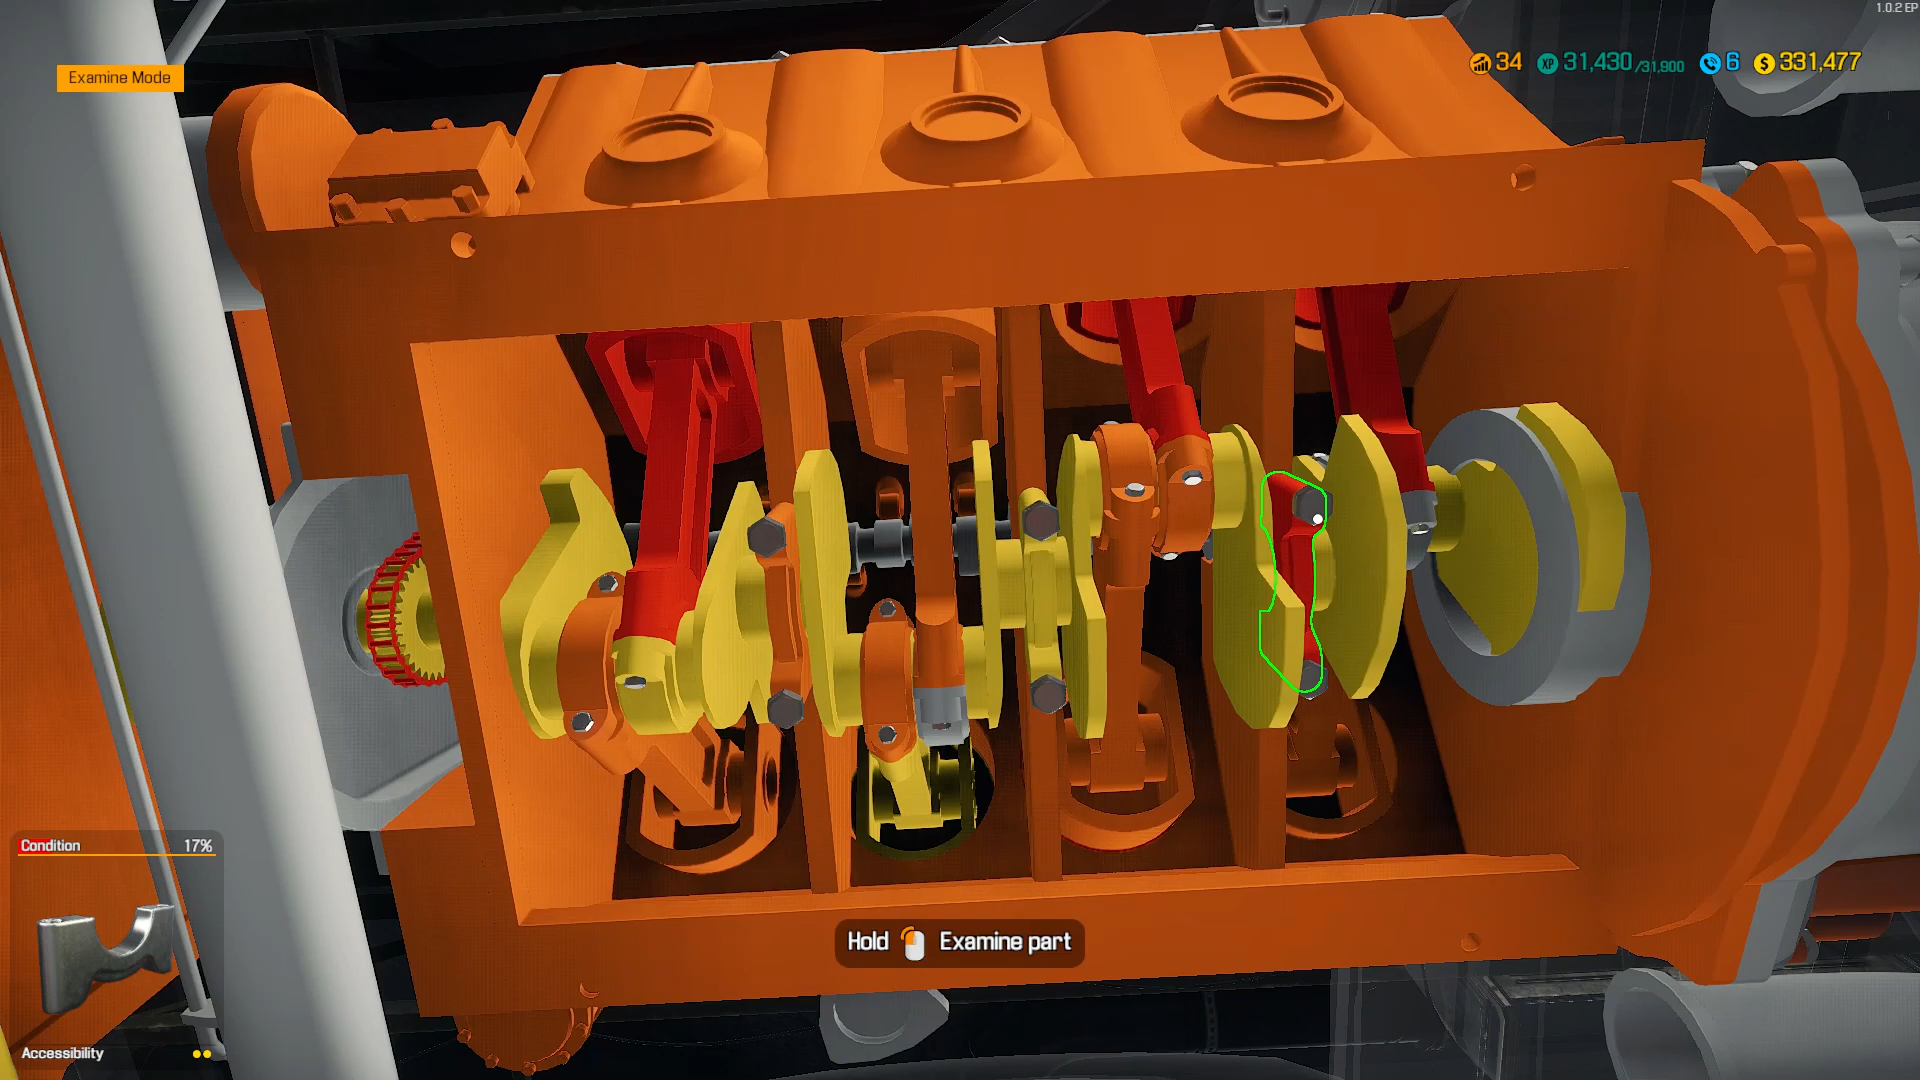 1.0.2 EP
Examine Mode
34 XP 31,430/31,900 6 $ 331,477
Condition 17%
Hold Examine part
Accessibility